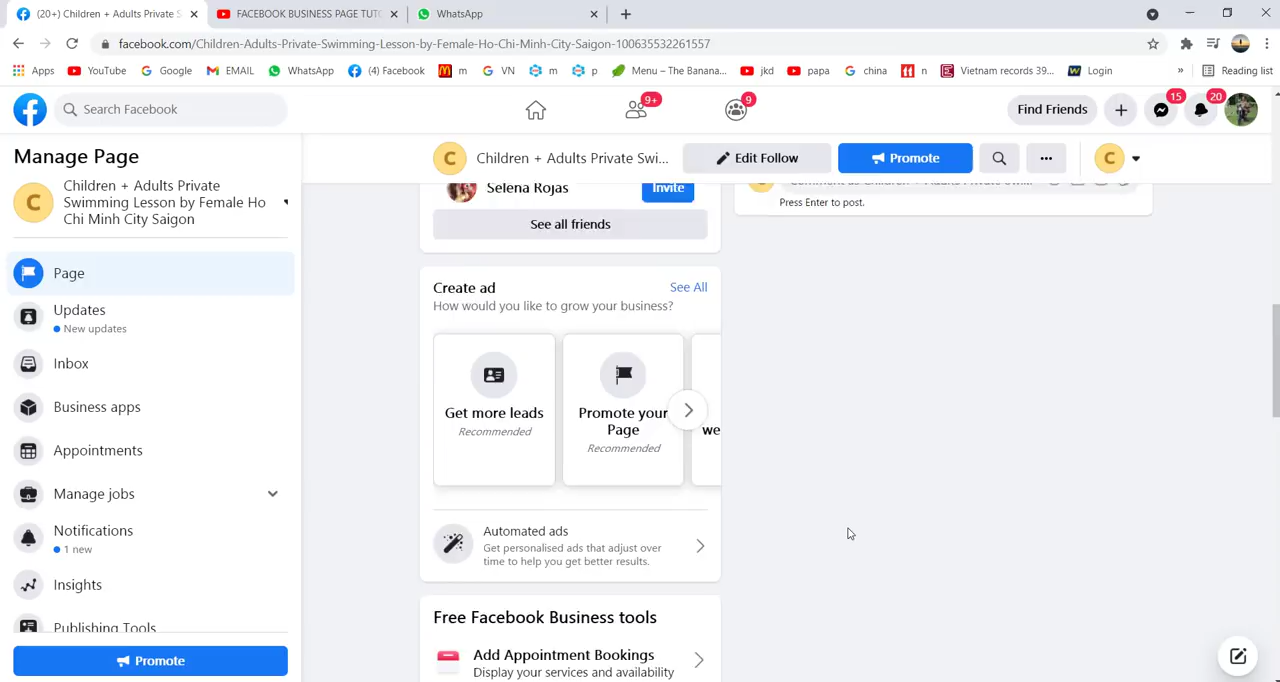 (20+) Children + Adults Private S
FACEBOOK BUSINESS PAGE TUT
WhatsApp
facebook.com/Children-Adults-Private-Swimming-Lesson-by-Female-Ho-Chi-Minh-City-Saigon-100635532261557
Apps
YouTube
Google
EMAIL
WhatsApp
(4) Facebook
m
VN
m
p
Menu – The Banana...
jkd
papa
china
n
Vietnam records 39...
Login
»
Reading list
Search Facebook
9+
9
Find Friends
15
20
Manage Page
C
Children + Adults Private Swi...
Edit Follow
Promote
C
C
Children + Adults Private
Swimming Lesson by Female Ho
Chi Minh City Saigon
Selena Rojas
Invite
Press Enter to post.
See all friends
Page
Updates
New updates
Inbox
Business apps
Appointments
Manage jobs
Notifications
1 new
Insights
Publishing Tools
Promote
Create ad
See All
How would you like to grow your business?
Get more leads
Recommended
Promote your
Page
Recommended
we
Automated ads
Get personalised ads that adjust over
time to help you get better results.
Free Facebook Business tools
Add Appointment Bookings
Display your services and availability